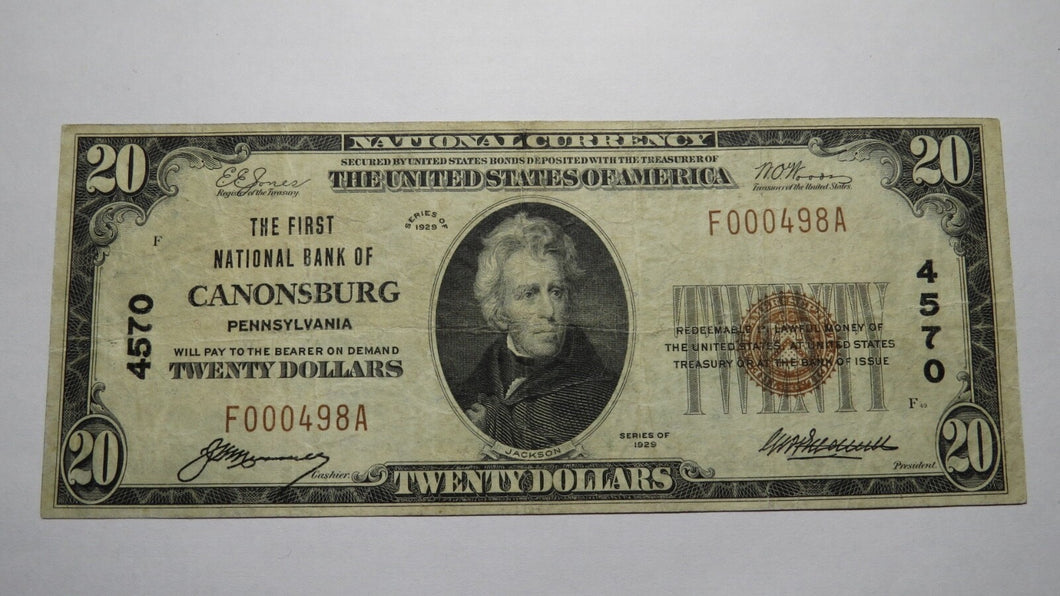 NATIONAL CURRENCY
SECURED BY UNITED STATES BONDS DEPOSITED WITH THE TREASURER OF
THE UNITED STATES OF AMERICA
20
20
E.E. Jones
Register of the Treasury
W.O. Woods
Treasurer of the United States.
SERIES OF
1929
F000498A
F
THE FIRST
NATIONAL BANK OF
CANONSBURG
PENNSYLVANIA
WILL PAY TO THE BEARER ON DEMAND
TWENTY DOLLARS
4570
4570
TWENTY
REDEEMABLE IN LAWFUL MONEY OF
THE UNITED STATES AT UNITED STATES
TREASURY OR AT THE BANK OF ISSUE
F000498A
F
SERIES OF
1929
JACKSON
Cashier.
President
20
20
TWENTY DOLLARS